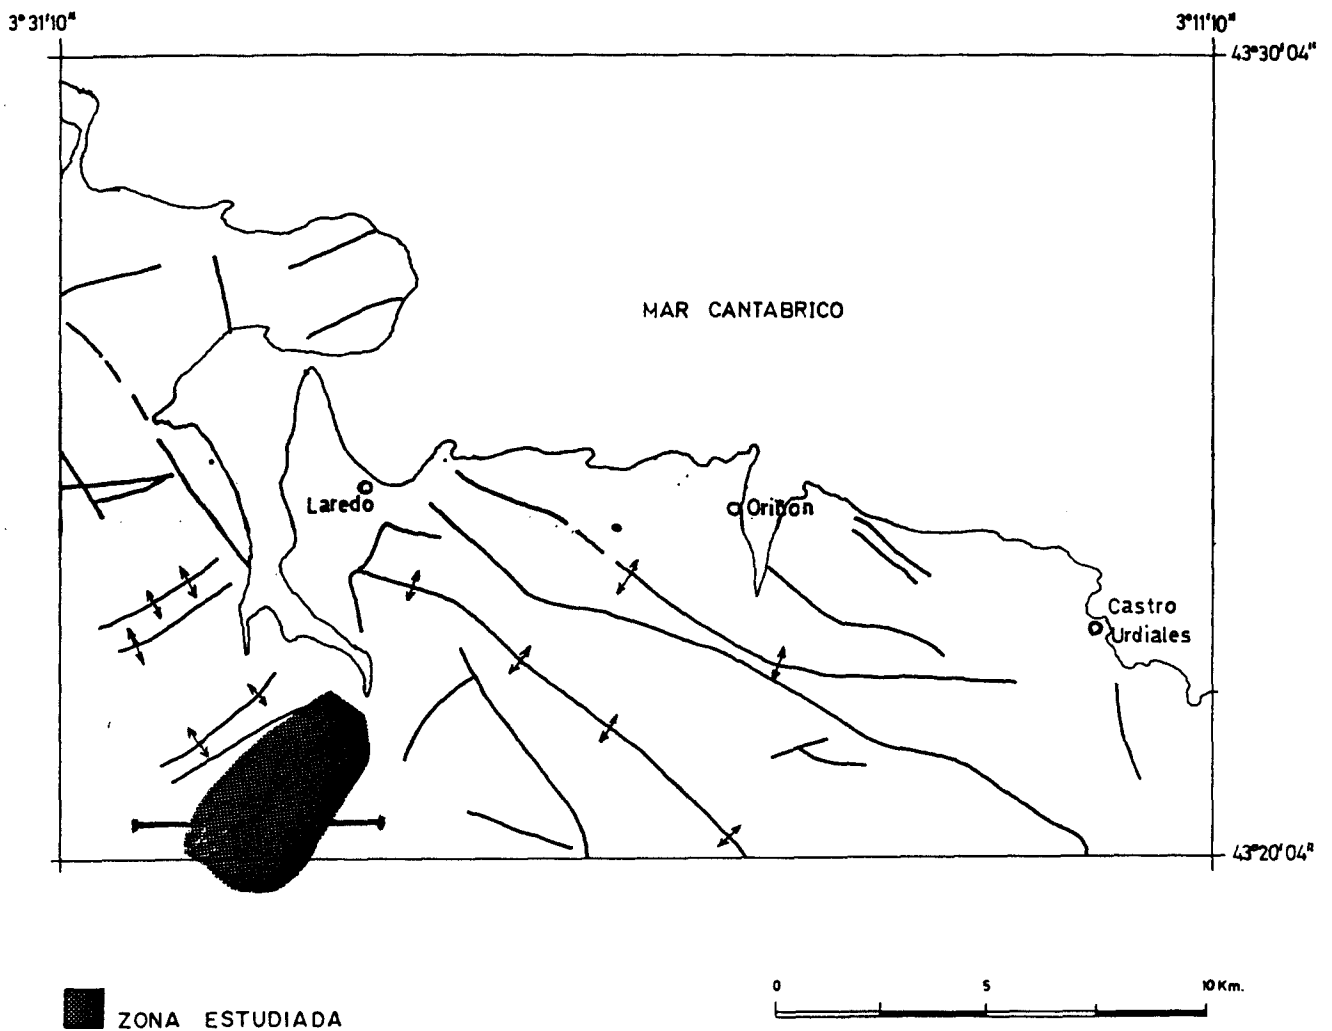 3°31'10"
3°11'10"
43°30'04"
MAR CANTABRICO
Laredo
Oriñon
Castro
Urdiales
43°20'04"
0 5 10 Km.
ZONA ESTUDIADA